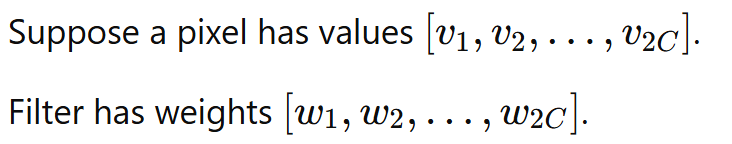 Suppose a pixel has values [v₁, v₂, . . . , v₂C].
Filter has weights [w₁, w₂, . . . , w₂C].